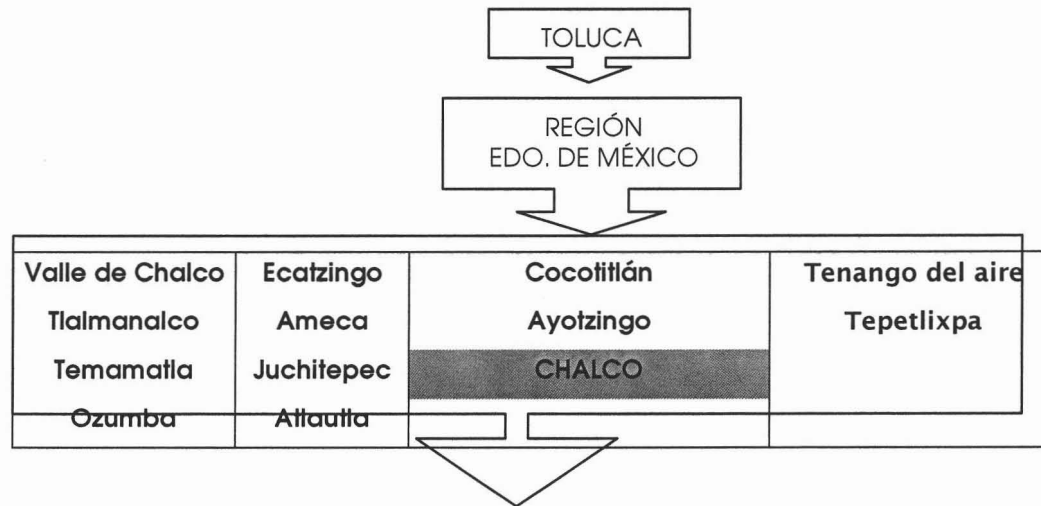 TOLUCA
REGIÓN
EDO. DE MÉXICO
Valle de Chalco Ecatzingo Cocotitlán Tenango del aire
Tlalmanalco Ameca Ayotzingo Tepetlixpa
Temamatla Juchitepec CHALCO
Ozumba Atlautla